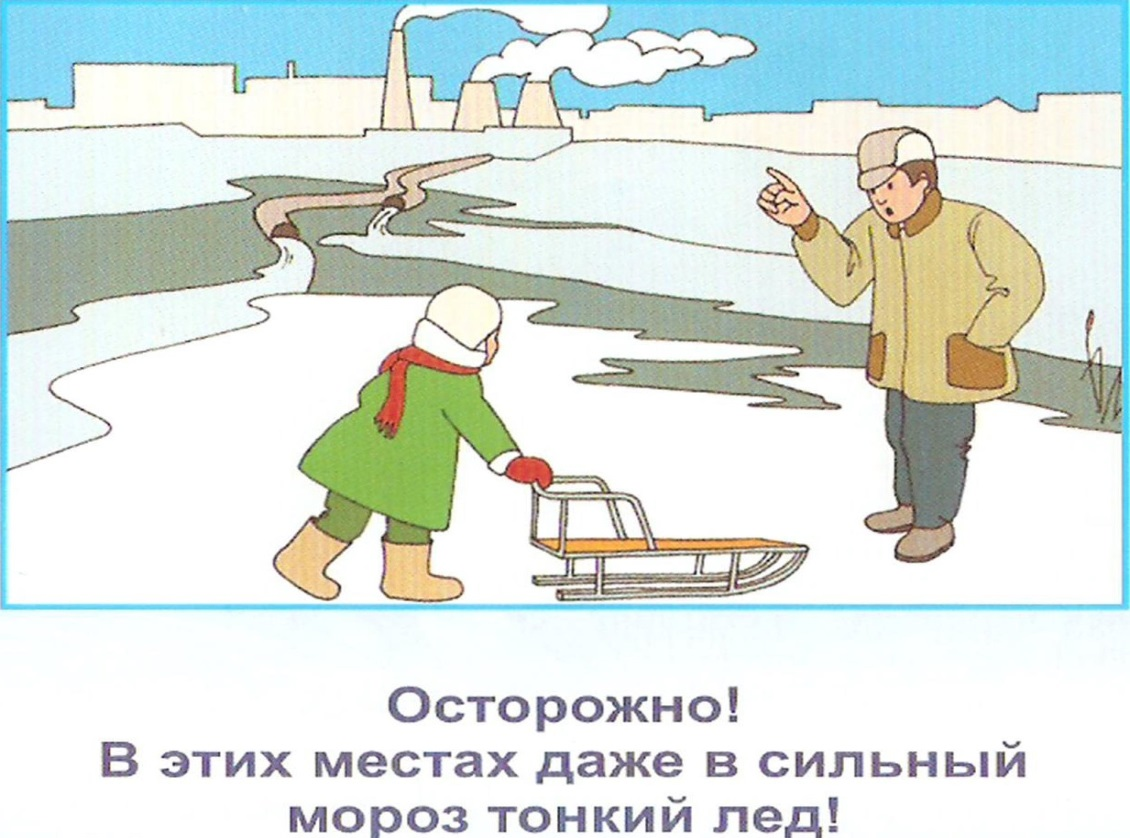 Осторожно!
В этих местах даже в сильный
мороз тонкий лед!